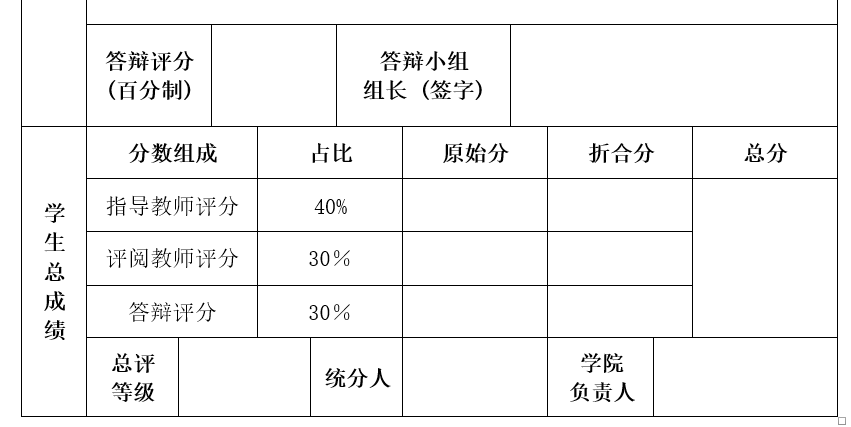 答辩评分
（百分制）
答辩小组
组长（签字）
分数组成
占比
原始分
折合分
总分
学
生
总
成
绩
指导教师评分
40%
评阅教师评分
30%
答辩评分
30%
总评
等级
统分人
学院
负责人